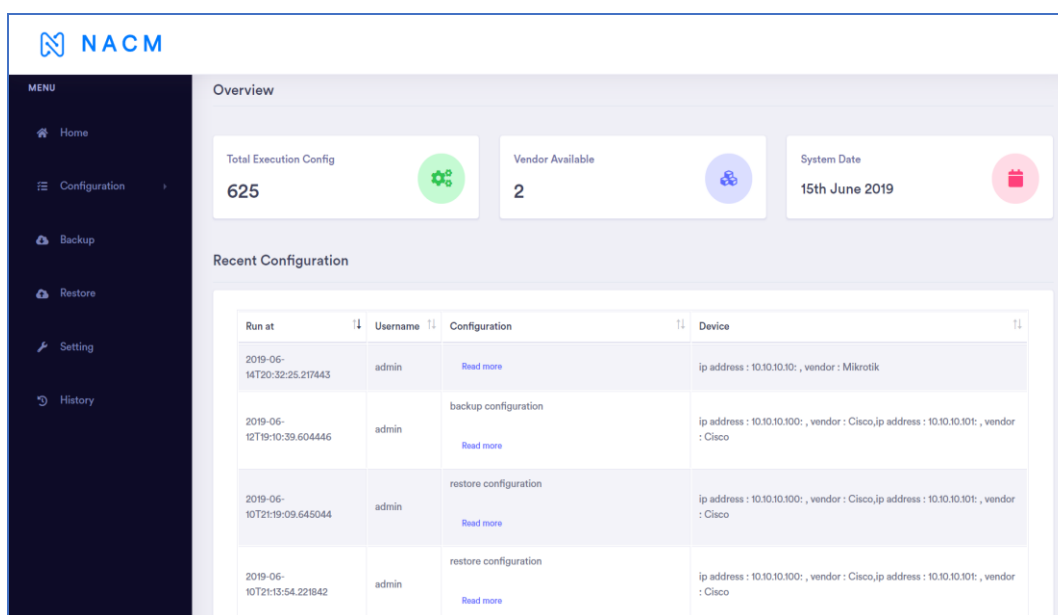 NACM
MENU
Home
Configuration
Backup
Restore
Setting
History
Overview
Total Execution Config
625
Vendor Available
2
System Date
15th June 2019
Recent Configuration
Run at
Username
Configuration
Device
2019-06-
14T20:32:25.217443
admin
Read more
ip address : 10.10.10.10: , vendor : Mikrotik
2019-06-
12T19:10:39.604446
admin
backup configuration
Read more
ip address : 10.10.10.100: , vendor : Cisco,ip address : 10.10.10.101: , vendor
: Cisco
2019-06-
10T21:19:09.645044
admin
restore configuration
Read more
ip address : 10.10.10.100: , vendor : Cisco,ip address : 10.10.10.101: , vendor
: Cisco
2019-06-
10T21:13:54.221842
admin
restore configuration
Read more
ip address : 10.10.10.100: , vendor : Cisco,ip address : 10.10.10.101: , vendor
: Cisco